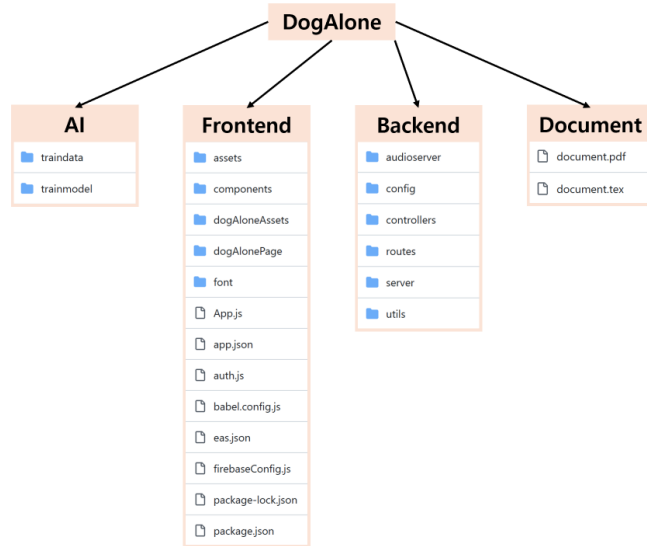 DogAlone
AI
traindata
trainmodel
Frontend
assets
components
dogAloneAssets
dogAlonePage
font
App.js
app.json
auth.js
babel.config.js
eas.json
firebaseConfig.js
package-lock.json
package.json
Backend
audioserver
config
controllers
routes
server
utils
Document
document.pdf
document.tex